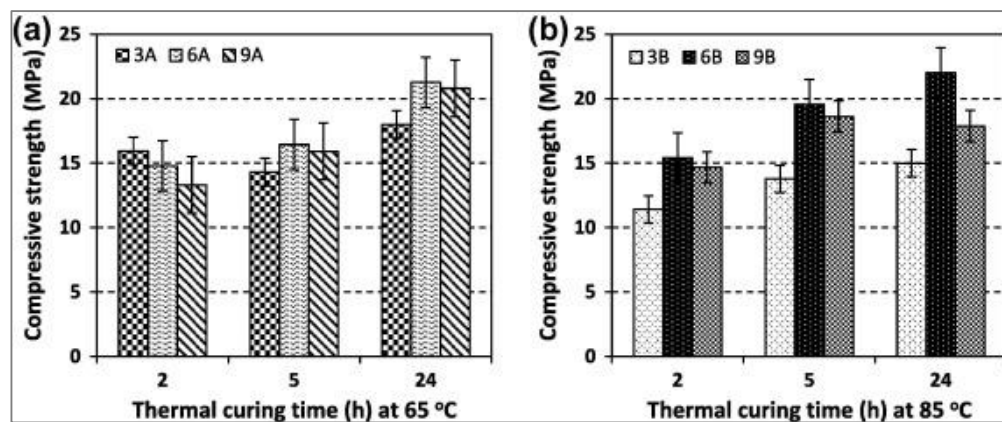 (a)
25
20
15
10
5
0
Compressive strength (MPa)
3A 6A 9A
2 5 24
Thermal curing time (h) at 65 °C
(b)
25
20
15
10
5
0
Compressive strength (MPa)
3B 6B 9B
2 5 24
Thermal curing time (h) at 85 °C